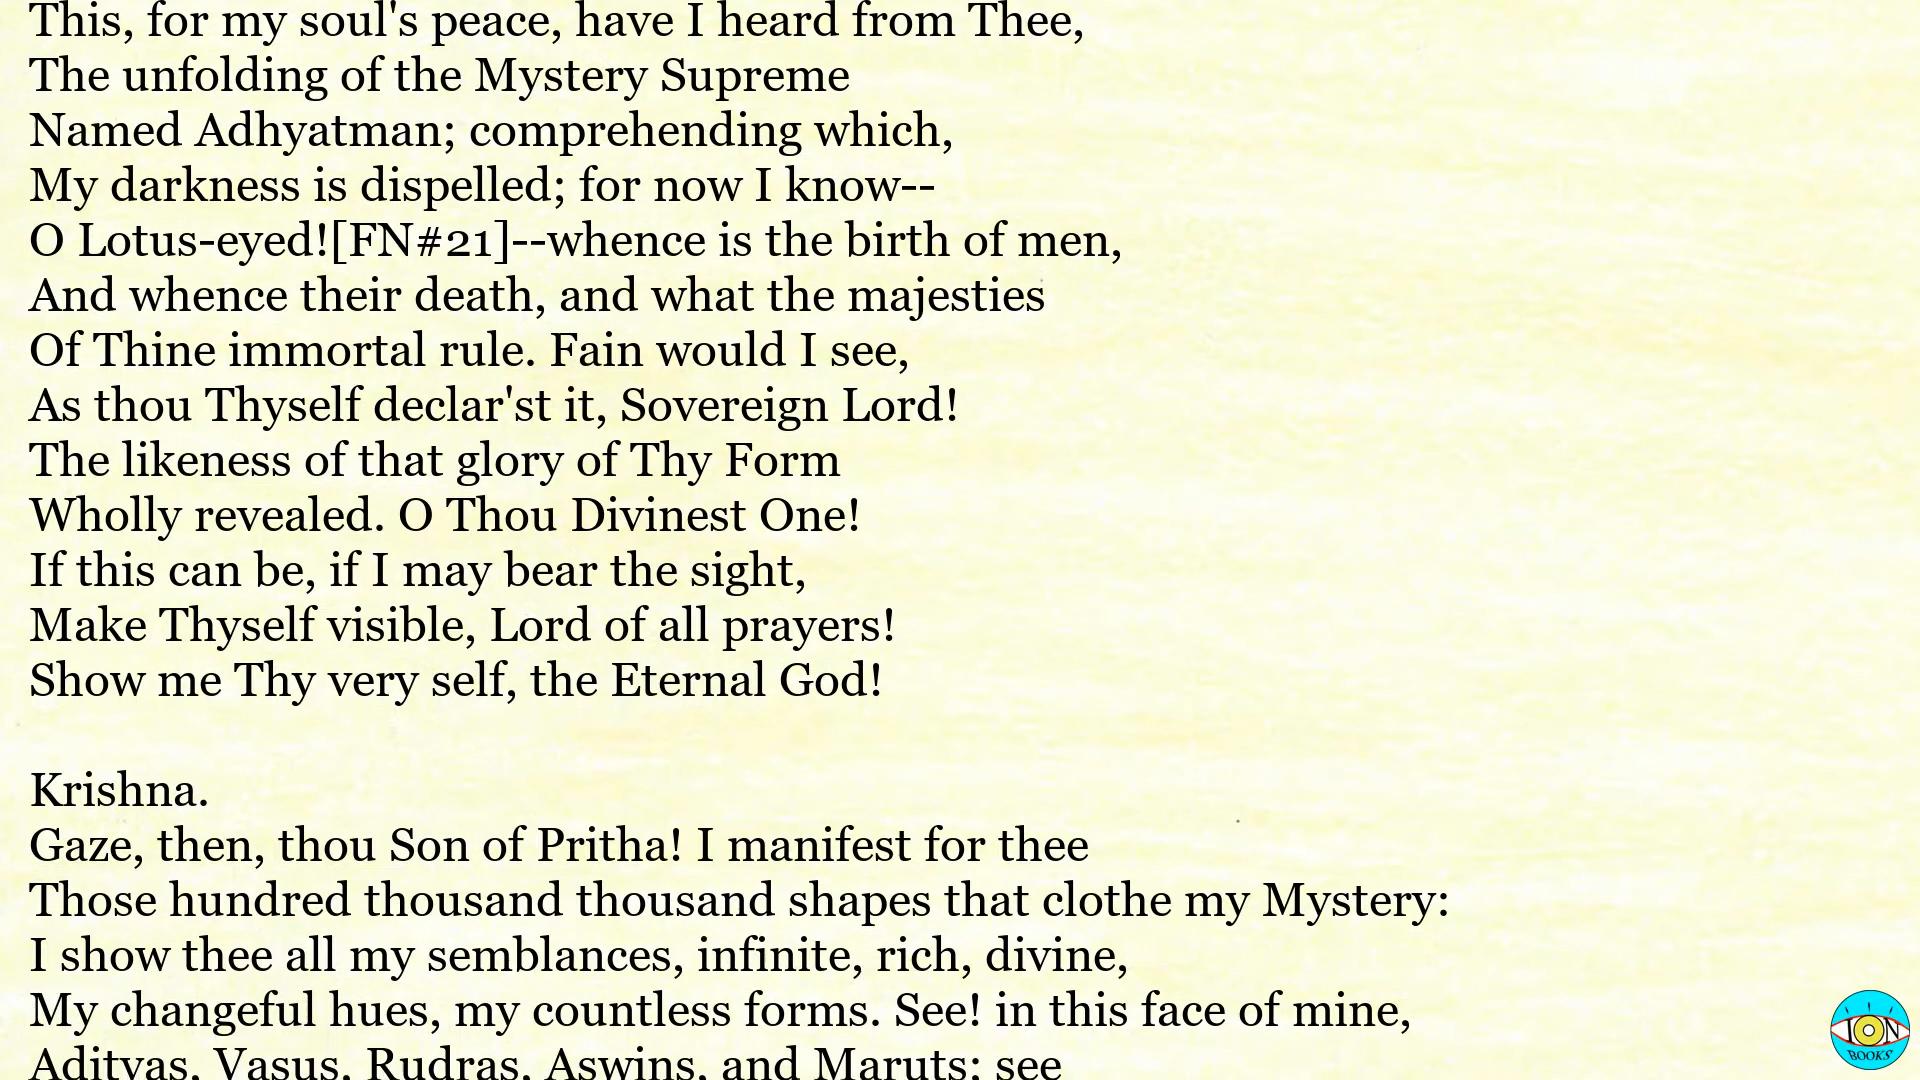 This, for my soul's peace, have I heard from Thee,
The unfolding of the Mystery Supreme
Named Adhyatman; comprehending which,
My darkness is dispelled; for now I know--
O Lotus-eyed![FN#21]--whence is the birth of men,
And whence their death, and what the majesties
Of Thine immortal rule. Fain would I see,
As thou Thyself declar'st it, Sovereign Lord!
The likeness of that glory of Thy Form
Wholly revealed. O Thou Divinest One!
If this can be, if I may bear the sight,
Make Thyself visible, Lord of all prayers!
Show me Thy very self, the Eternal God!

Krishna.
Gaze, then, thou Son of Pritha! I manifest for thee
Those hundred thousand thousand shapes that clothe my Mystery:
I show thee all my semblances, infinite, rich, divine,
My changeful hues, my countless forms. See! in this face of mine,
Adityas, Vasus, Rudras, Aswins, and Maruts; see
ION
BOOKS